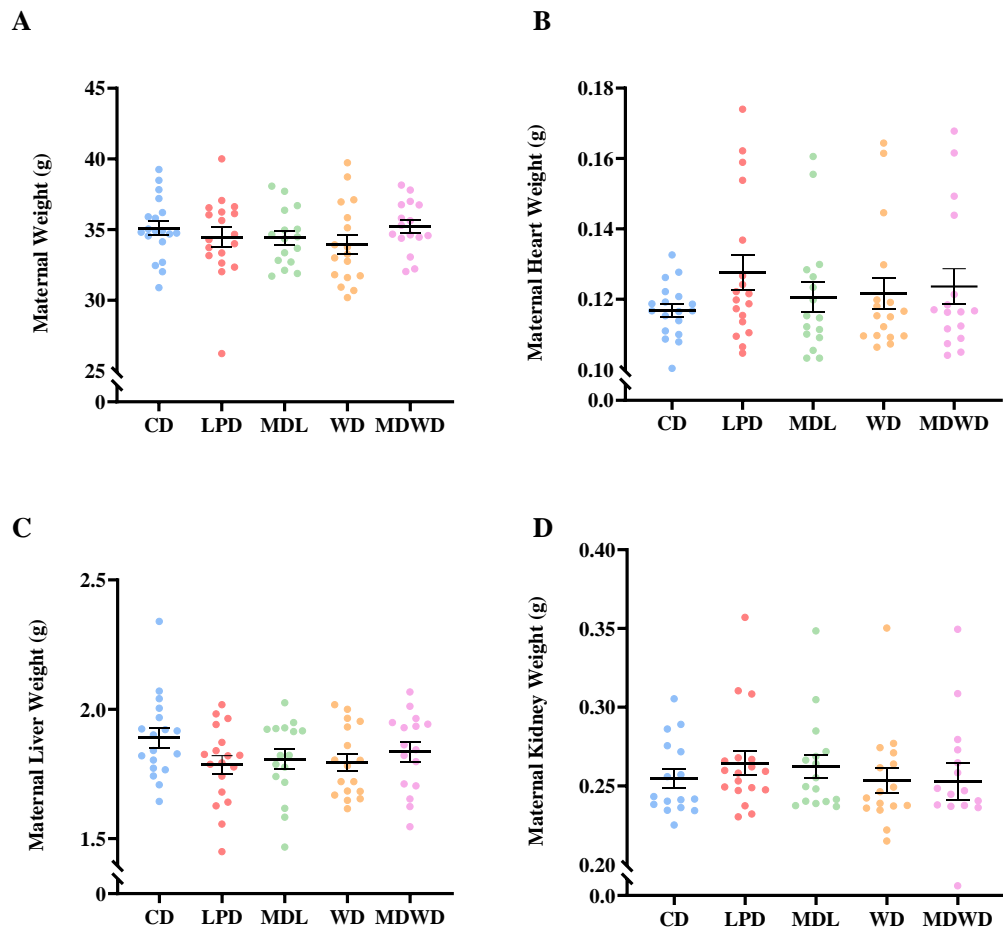 A
Maternal Weight (g)
45
40
35
30
25
0
CD LPD MDL WD MDWD
B
Maternal Heart Weight (g)
0.18
0.16
0.14
0.12
0.10
0.0
CD LPD MDL WD MDWD
C
Maternal Liver Weight (g)
2.5
2.0
1.5
0
CD LPD MDL WD MDWD
D
Maternal Kidney Weight (g)
0.40
0.35
0.30
0.25
0.20
0.0
CD LPD MDL WD MDWD